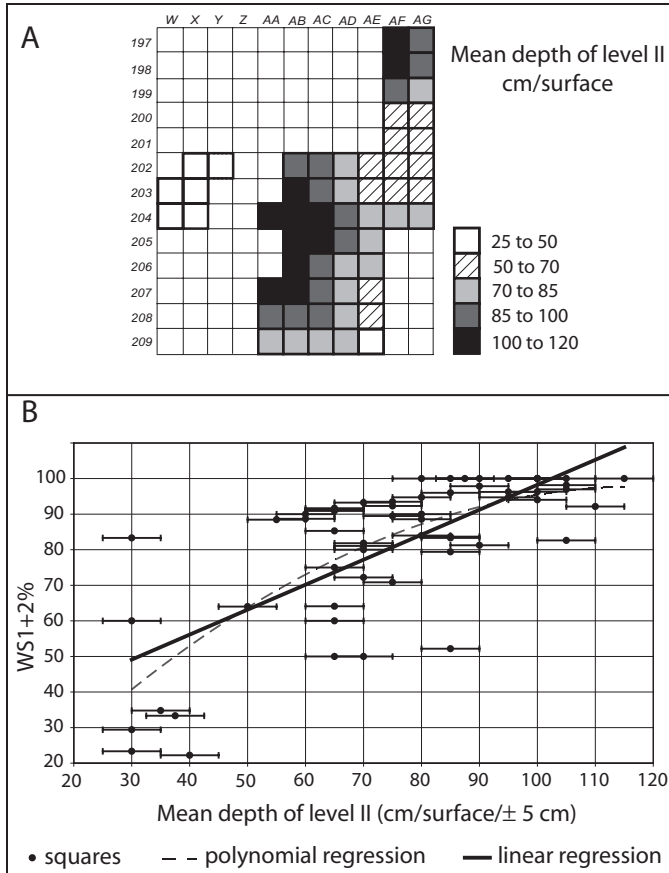 A
W X Y Z AA AB AC AD AE AF AG
197
198
199
200
201
202
203
204
205
206
207
208
209
Mean depth of level II
cm/surface
25 to 50
50 to 70
70 to 85
85 to 100
100 to 120
B
WS1+2%
100
90
80
70
60
50
40
30
20
20 30 40 50 60 70 80 90 100 110 120
Mean depth of level II (cm/surface/± 5 cm)
squares polynomial regression linear regression